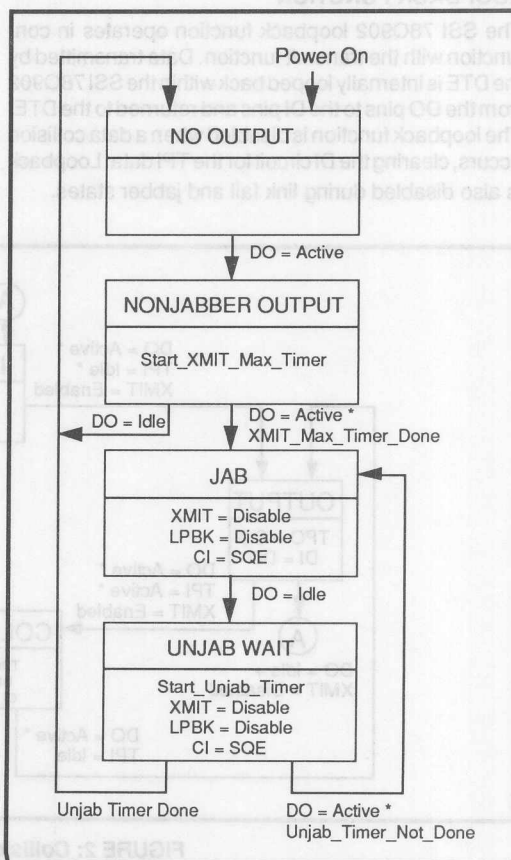 Power On
NO OUTPUT
DO = Active
NONJABBER OUTPUT
Start_XMIT_Max_Timer
DO = Idle
DO = Active *
XMIT_Max_Timer_Done
JAB
XMIT = Disable
LPBK = Disable
CI = SQE
DO = Idle
UNJAB WAIT
Start_Unjab_Timer
XMIT = Disable
LPBK = Disable
CI = SQE
Unjab Timer Done
DO = Active *
Unjab_Timer_Not_Done